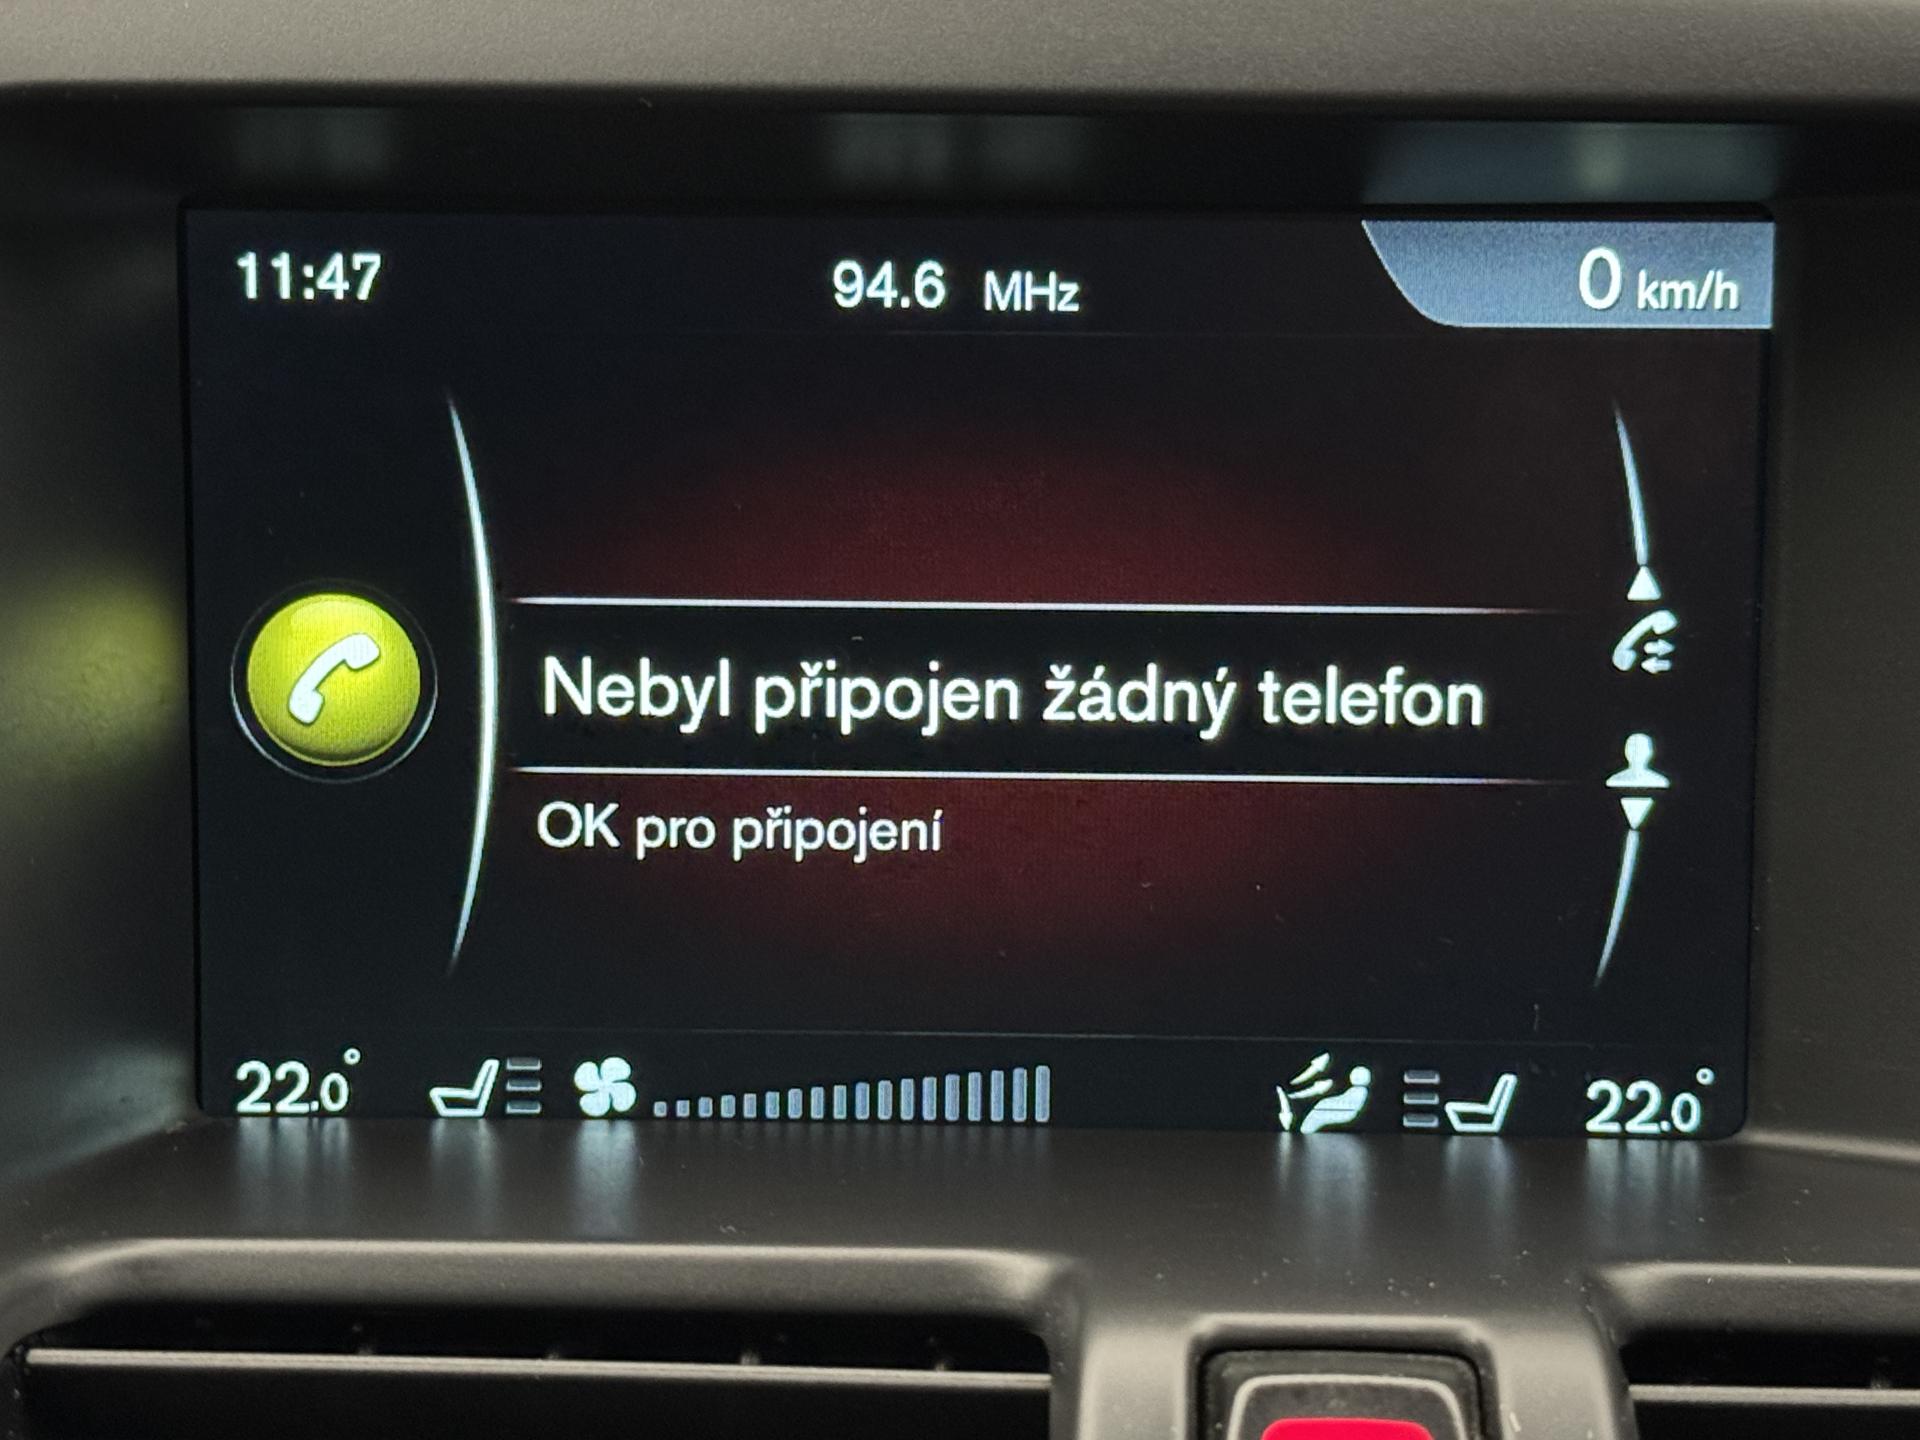 11:47 94.6 MHz 0 km/h
Nebyl připojen žádný telefon
OK pro připojení
22.0° 22.0°